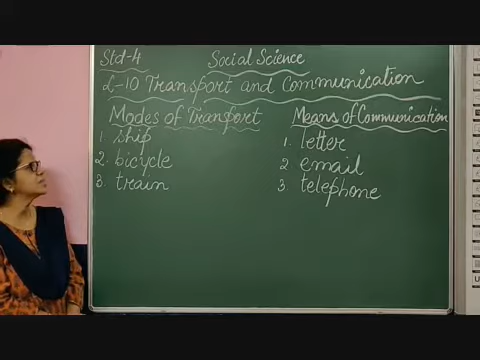 Std-4 Social Science
L-10 Transport and Communication
Modes of Transport Means of Communication
1. ship 1. letter
2. bicycle 2. email
3. train 3. telephone